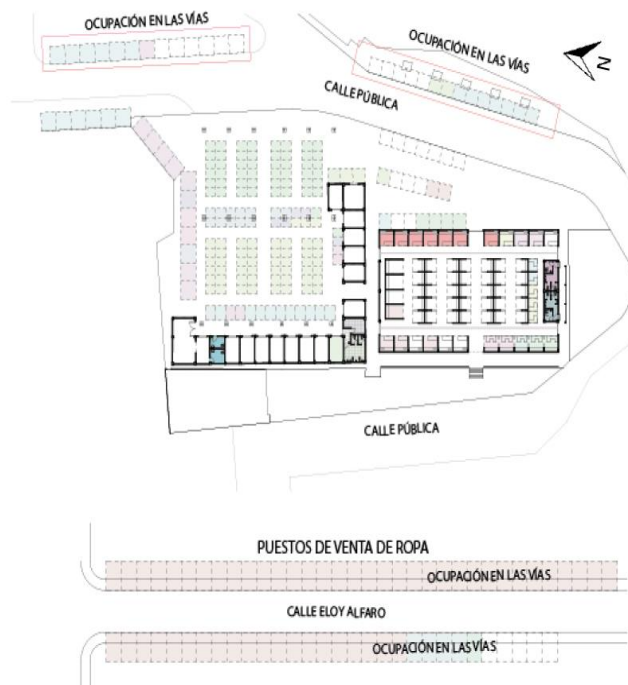 OCUPACIÓN EN LAS VÍAS
OCUPACIÓN EN LAS VÍAS
CALLE PÚBLICA
N
CALLE PÚBLICA
PUESTOS DE VENTA DE ROPA
OCUPACIÓN EN LAS VÍAS
CALLE ELOY ALFARO
OCUPACIÓN EN LAS VÍAS